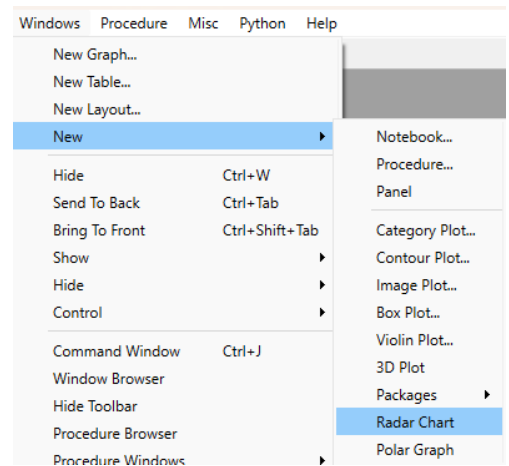 Windows Procedure Misc Python Help
New Graph...
New Table...
New Layout...
New
Hide Ctrl+W
Send To Back Ctrl+Tab
Bring To Front Ctrl+Shift+Tab
Show
Hide
Control
Command Window Ctrl+J
Window Browser
Hide Toolbar
Procedure Browser
Procedure Windows
Notebook...
Procedure...
Panel
Category Plot...
Contour Plot...
Image Plot...
Box Plot...
Violin Plot...
3D Plot
Packages
Radar Chart
Polar Graph